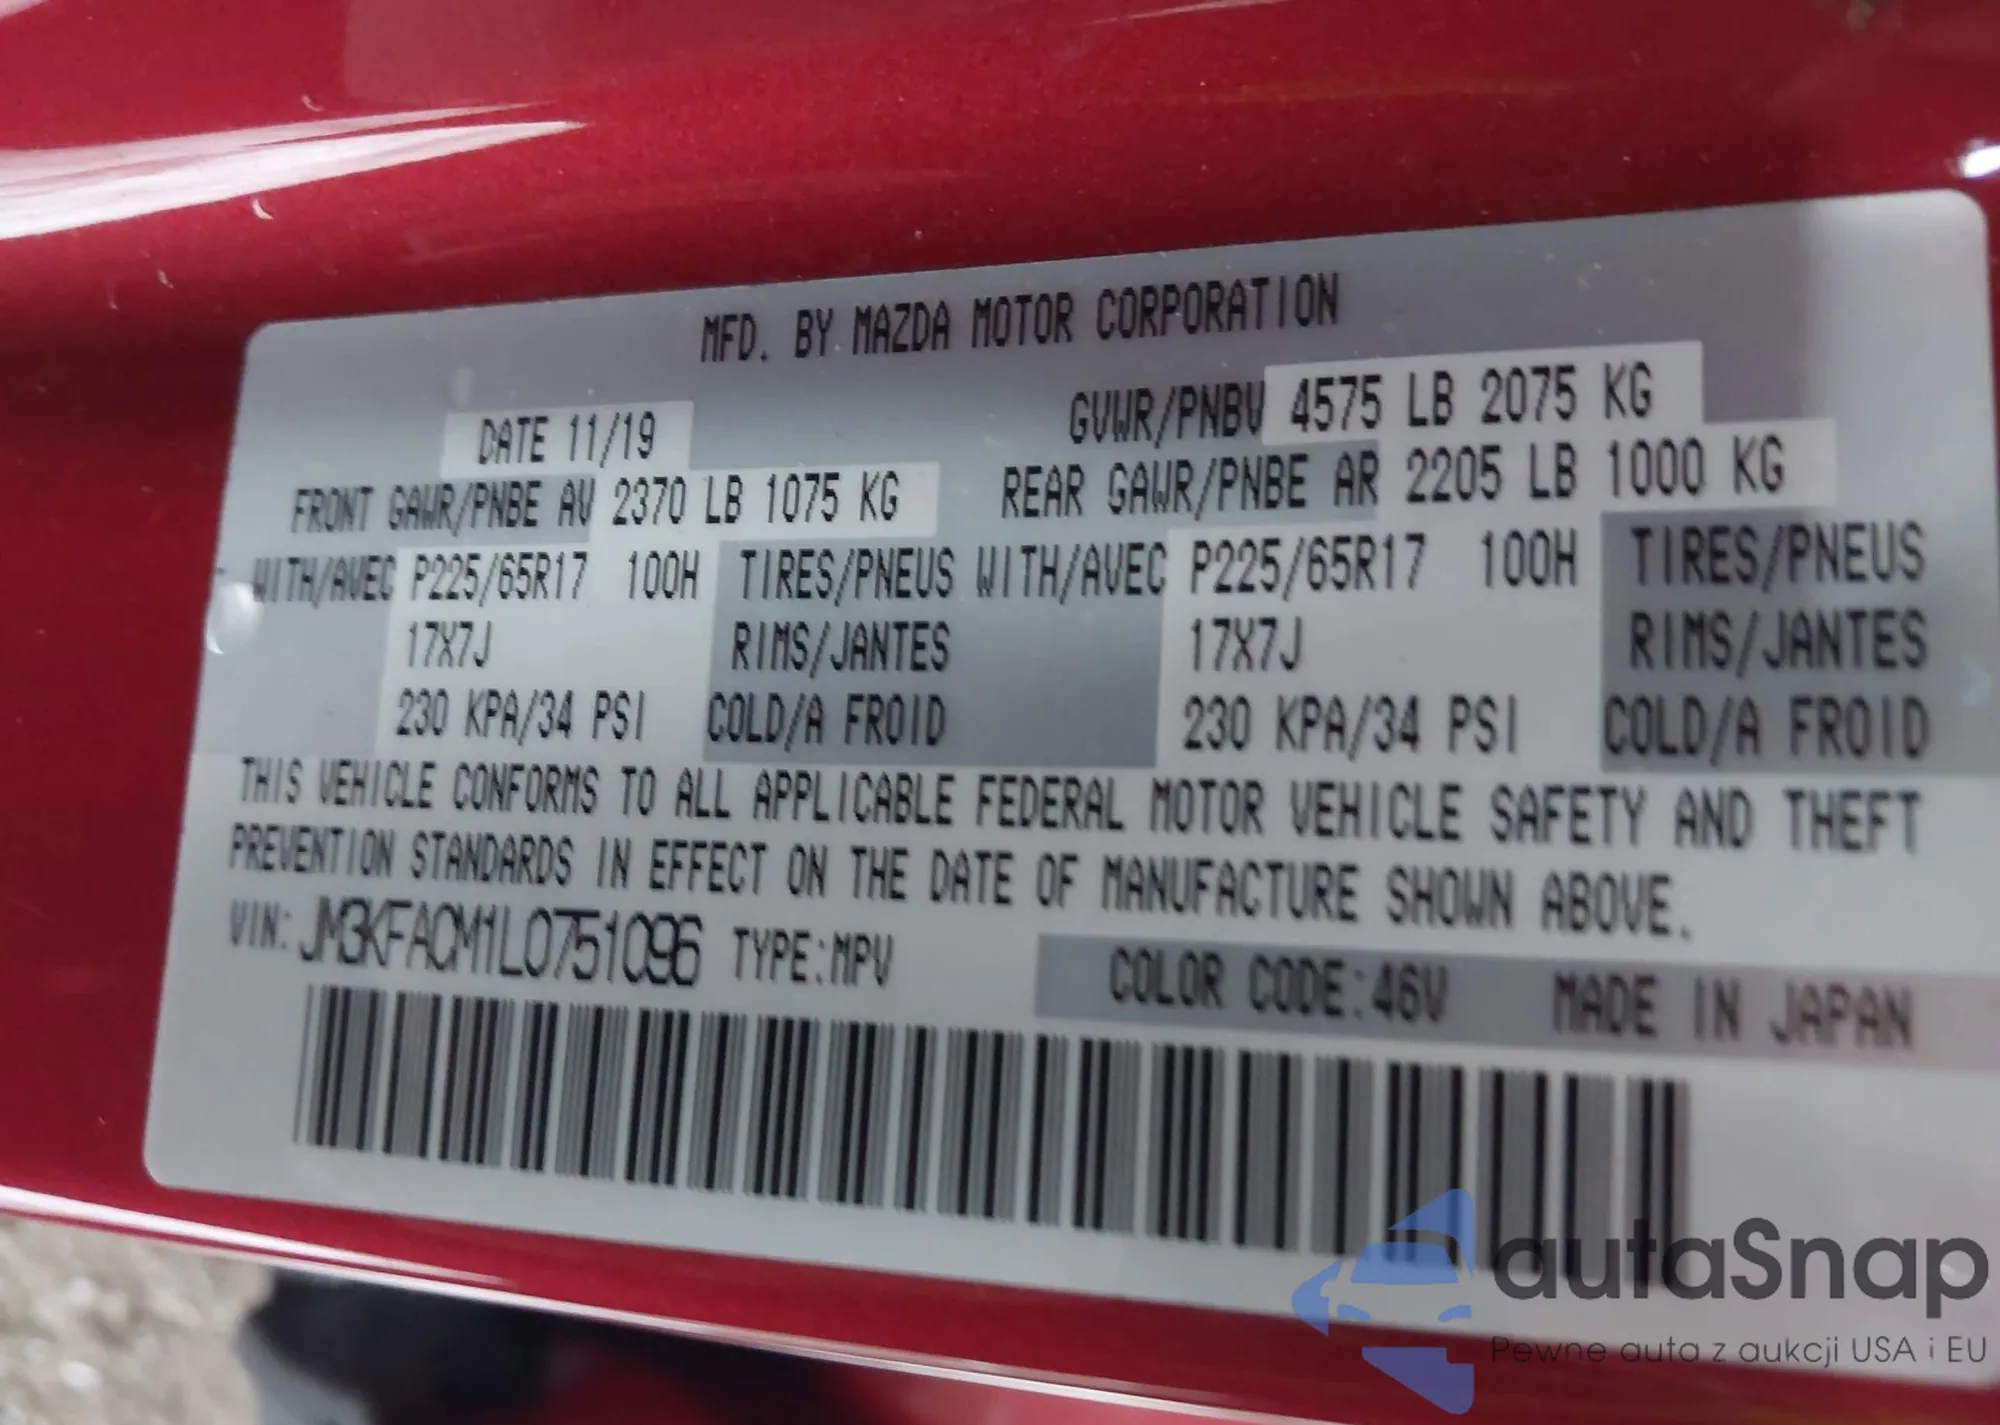 MFD. BY MAZDA MOTOR CORPORATION
DATE 11/19 GVWR/PNBV 4575 LB 2075 KG
FRONT GAWR/PNBE AV 2370 LB 1075 KG REAR GAWR/PNBE AR 2205 LB 1000 KG
WITH/AVEC P225/65R17 100H TIRES/PNEUS WITH/AVEC P225/65R17 100H TIRES/PNEUS
17X7J RIMS/JANTES 17X7J RIMS/JANTES
230 KPA/34 PSI COLD/A FROID 230 KPA/34 PSI COLD/A FROID
THIS VEHICLE CONFORMS TO ALL APPLICABLE FEDERAL MOTOR VEHICLE SAFETY AND THEFT
PREVENTION STANDARDS IN EFFECT ON THE DATE OF MANUFACTURE SHOWN ABOVE.
VIN: JM3KFACM1L0751096 TYPE:MPV COLOR CODE:46V MADE IN JAPAN
autaSnap
Pewne auta z aukcji USA i EU